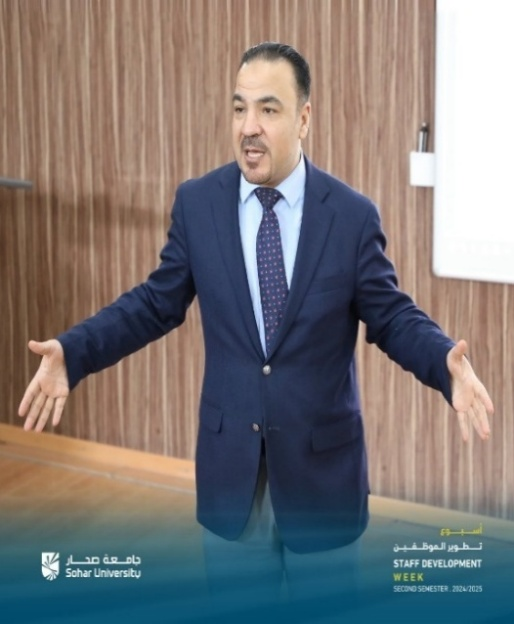 جامعة صحار
Sohar University
أسبوع
تطوير الموظفين
STAFF DEVELOPMENT
WEEK
SECOND SEMESTER, 2024/2025